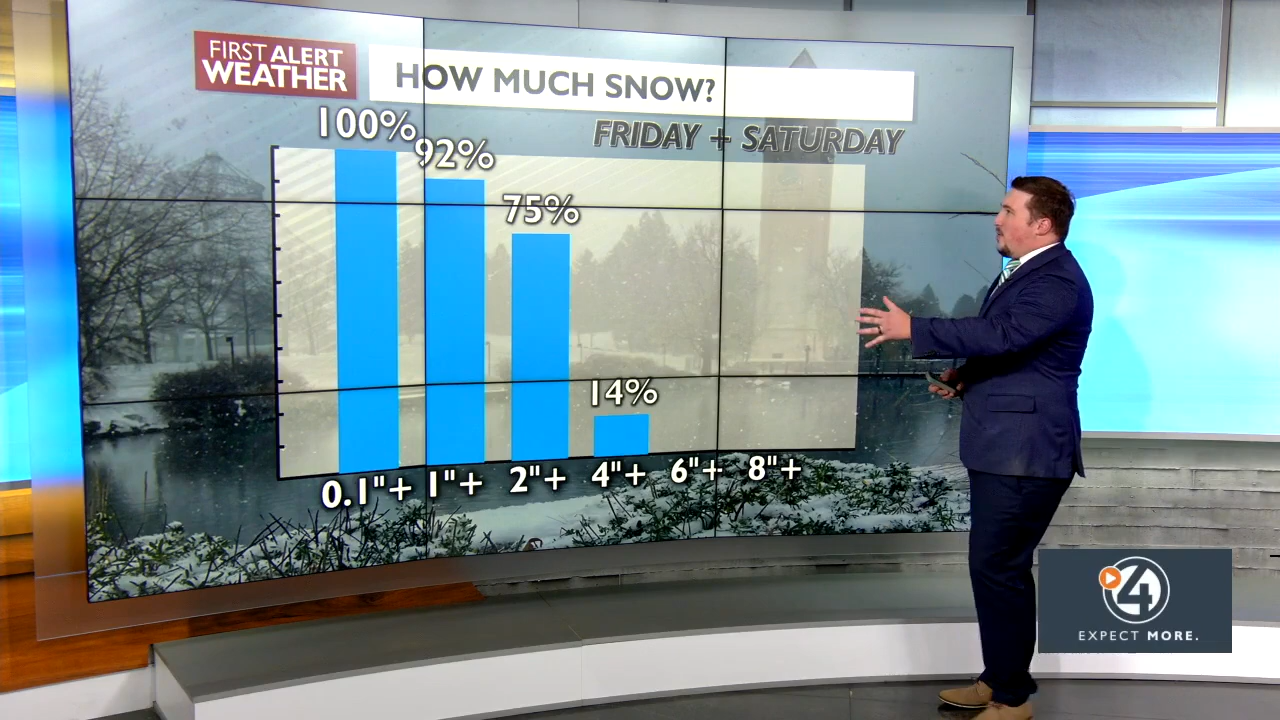 FIRST ALERT
WEATHER
HOW MUCH SNOW?
FRIDAY + SATURDAY
100%
92%
75%
14%
0.1"+ 1"+ 2"+ 4"+ 6"+ 8"+
4
EXPECT MORE.